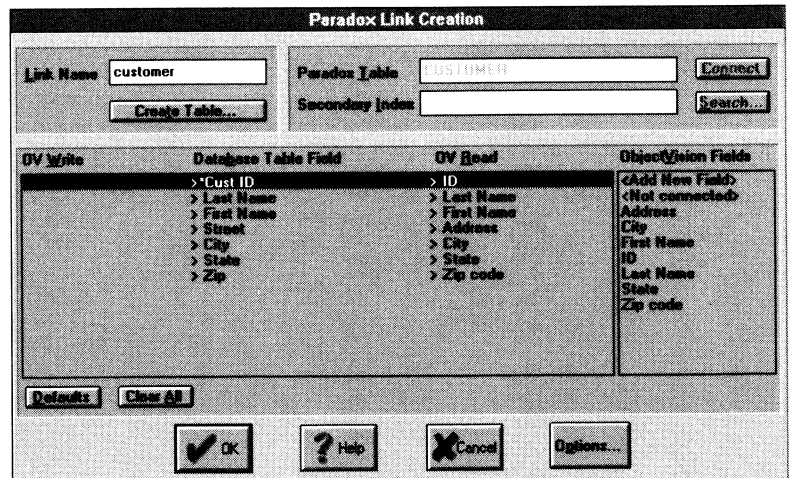 Paradox Link Creation
Link Name customer
Create Table...
Paradox Table CUSTOMER Connect
Secondary Index Search...
OV Write Database Table Field OV Read ObjectVision Fields
>*Cust ID > ID
> Last Name > Last Name
> First Name > First Name
> Street > Address
> City > City
> State > State
> Zip > Zip code
<Add New Field>
<Not connected>
Address
City
First Name
ID
Last Name
State
Zip code
Defaults Clear All
OK Help Cancel Options...